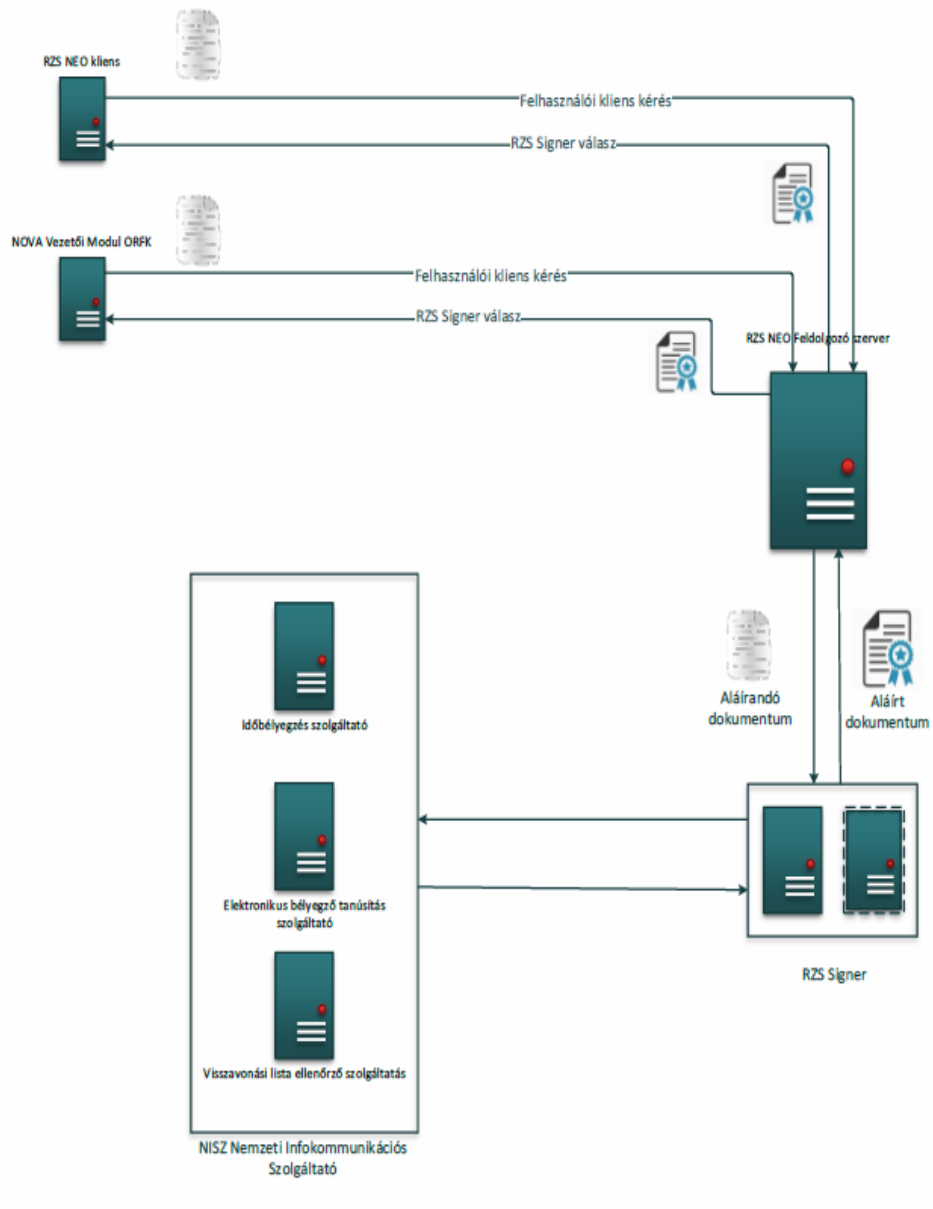 RZS NEO kliens
Felhasználói kliens kérés
RZS Signer válasz
NOVA Vezetői Modul ORFK
Felhasználói kliens kérés
RZS Signer válasz
RZS NEO Feldolgozó szerver
Aláírandó
dokumentum
Aláírt
dokumentum
Időbélyegzés szolgáltató
Elektronikus bélyegző tanúsítás
szolgáltató
RZS Signer
Visszavonási lista ellenőrző szolgáltatás
NISZ Nemzeti Infokommunikációs
Szolgáltató